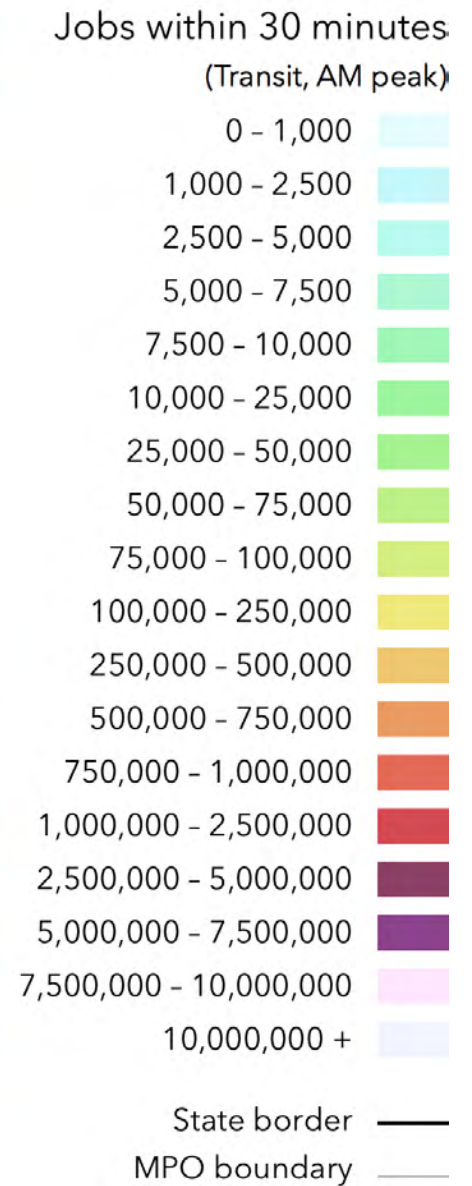 Jobs within 30 minutes
(Transit, AM peak)
0 – 1,000
1,000 – 2,500
2,500 – 5,000
5,000 – 7,500
7,500 – 10,000
10,000 – 25,000
25,000 – 50,000
50,000 – 75,000
75,000 – 100,000
100,000 – 250,000
250,000 – 500,000
500,000 – 750,000
750,000 – 1,000,000
1,000,000 – 2,500,000
2,500,000 – 5,000,000
5,000,000 – 7,500,000
7,500,000 – 10,000,000
10,000,000 +
State border
MPO boundary